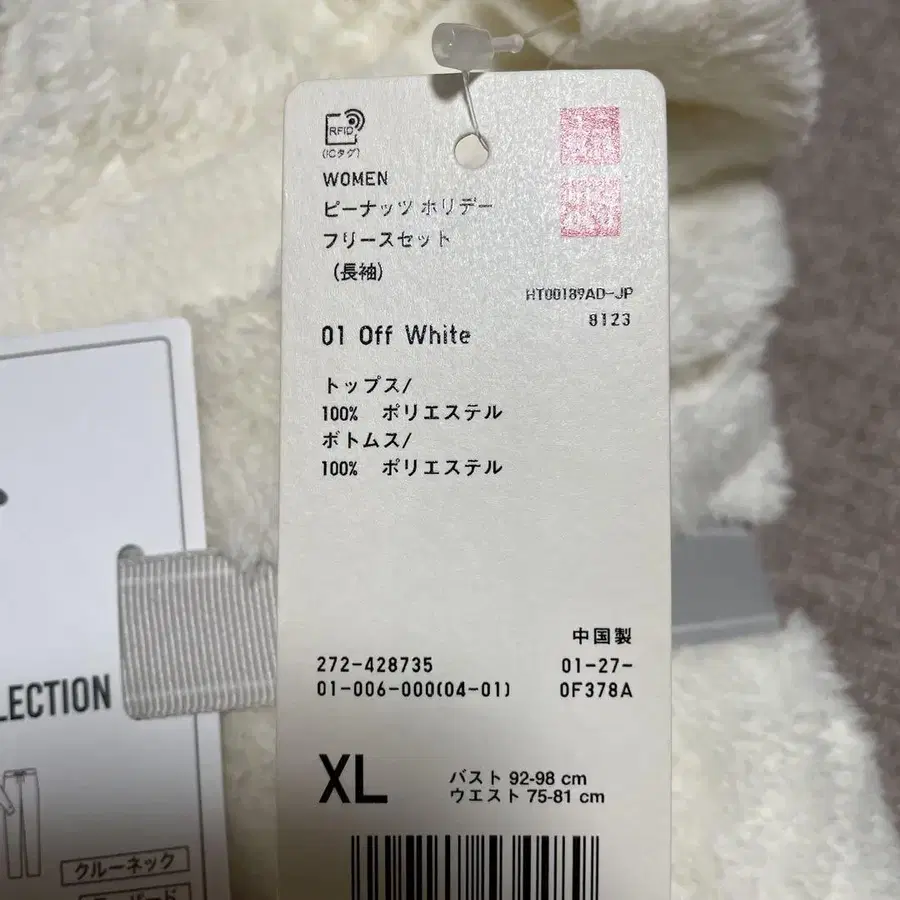 RFID
(ICタグ)
WOMEN
ピーナッツ ホリデー
フリースセット
(長袖)
HT00189AD-JP
8123
01 Off White
トップス/
100% ポリエステル
ボトムス/
100% ポリエステル
中国製
272-428735 01-27-
01-006-000(04-01) 0F378A
XL
バスト 92-98 cm
ウエスト 75-81 cm
LECTION
クルーネック